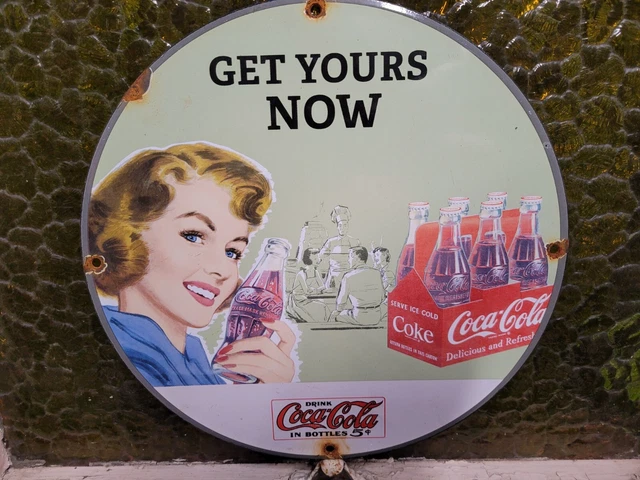 GET YOURS
NOW
Coca-Cola
SERVE ICE COLD
Coke
Coca-Cola
Delicious and Refres
DRINK
Coca-Cola
IN BOTTLES 5¢